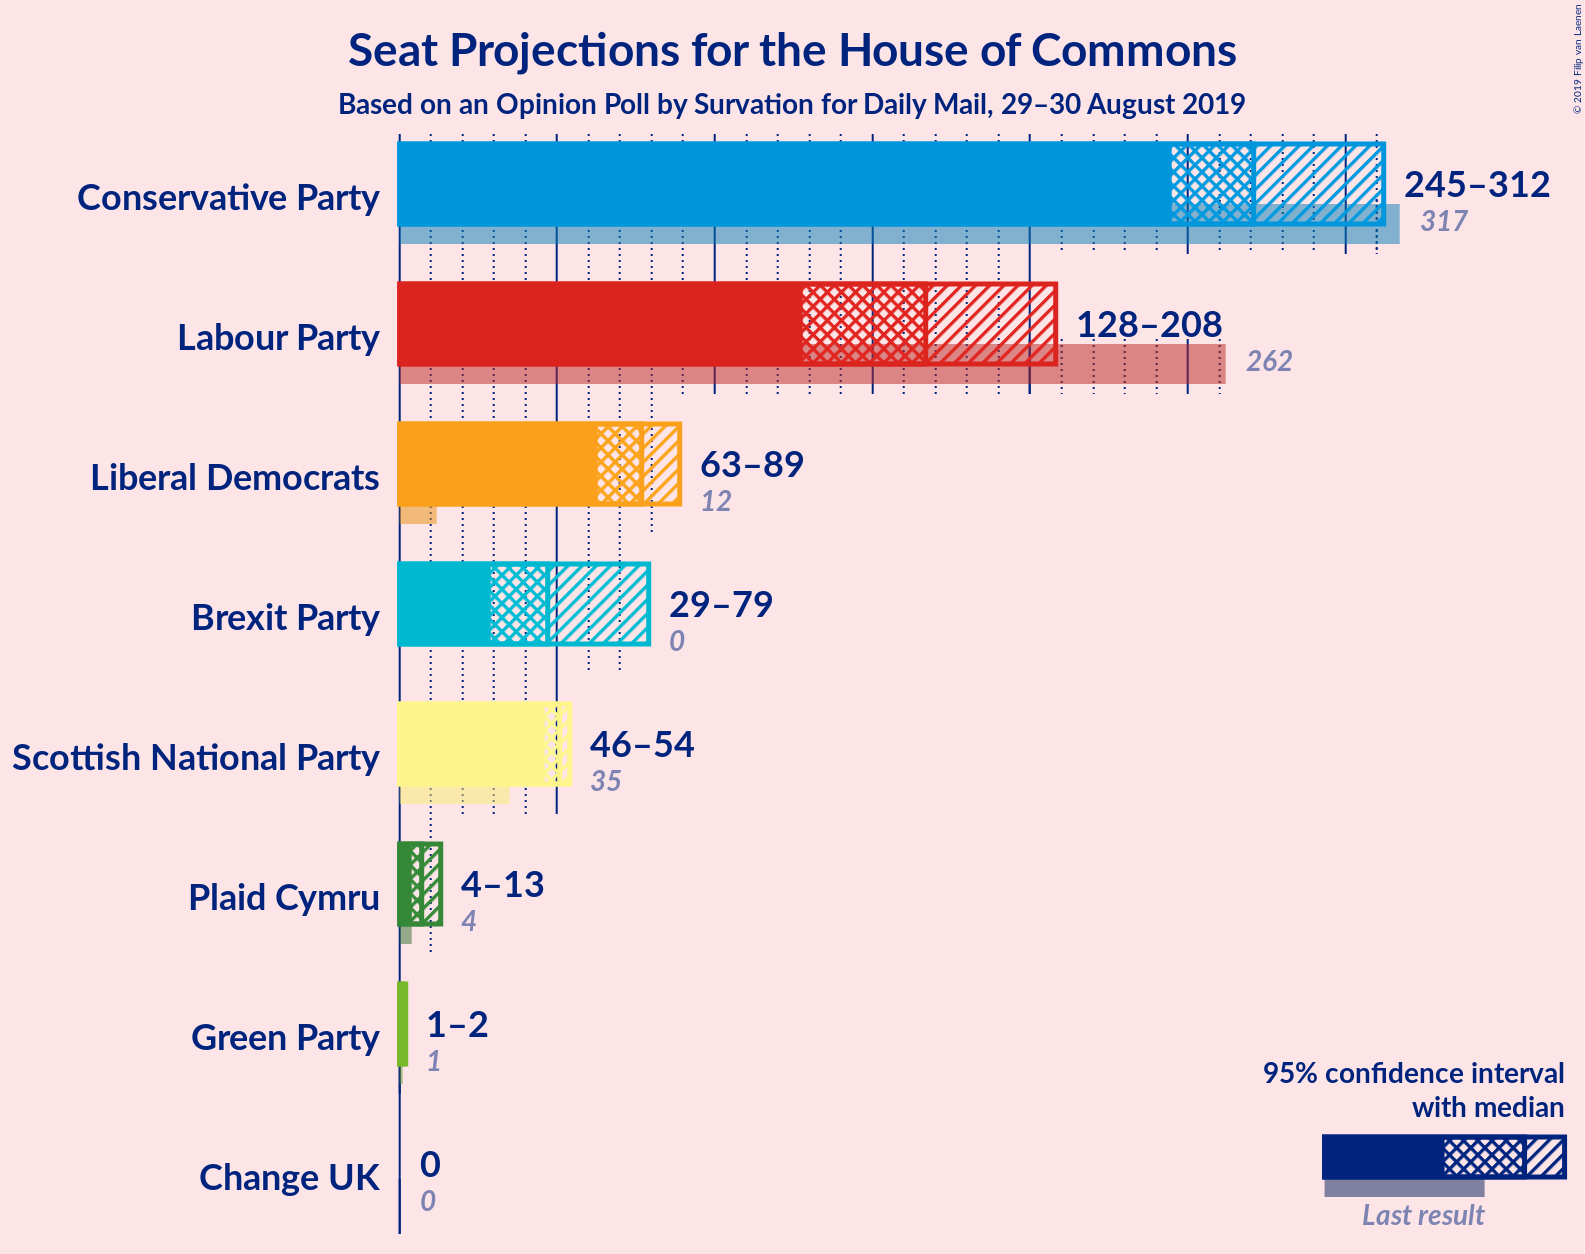 Seat Projections for the House of Commons
Based on an Opinion Poll by Survation for Daily Mail, 29–30 August 2019
© 2019 Filip van Laenen
Conservative Party
245–312
317
Labour Party
128–208
262
Liberal Democrats
63–89
12
Brexit Party
29–79
0
Scottish National Party
46–54
35
Plaid Cymru
4–13
4
Green Party
1–2
1
Change UK
0
0
95% confidence interval
with median
Last result